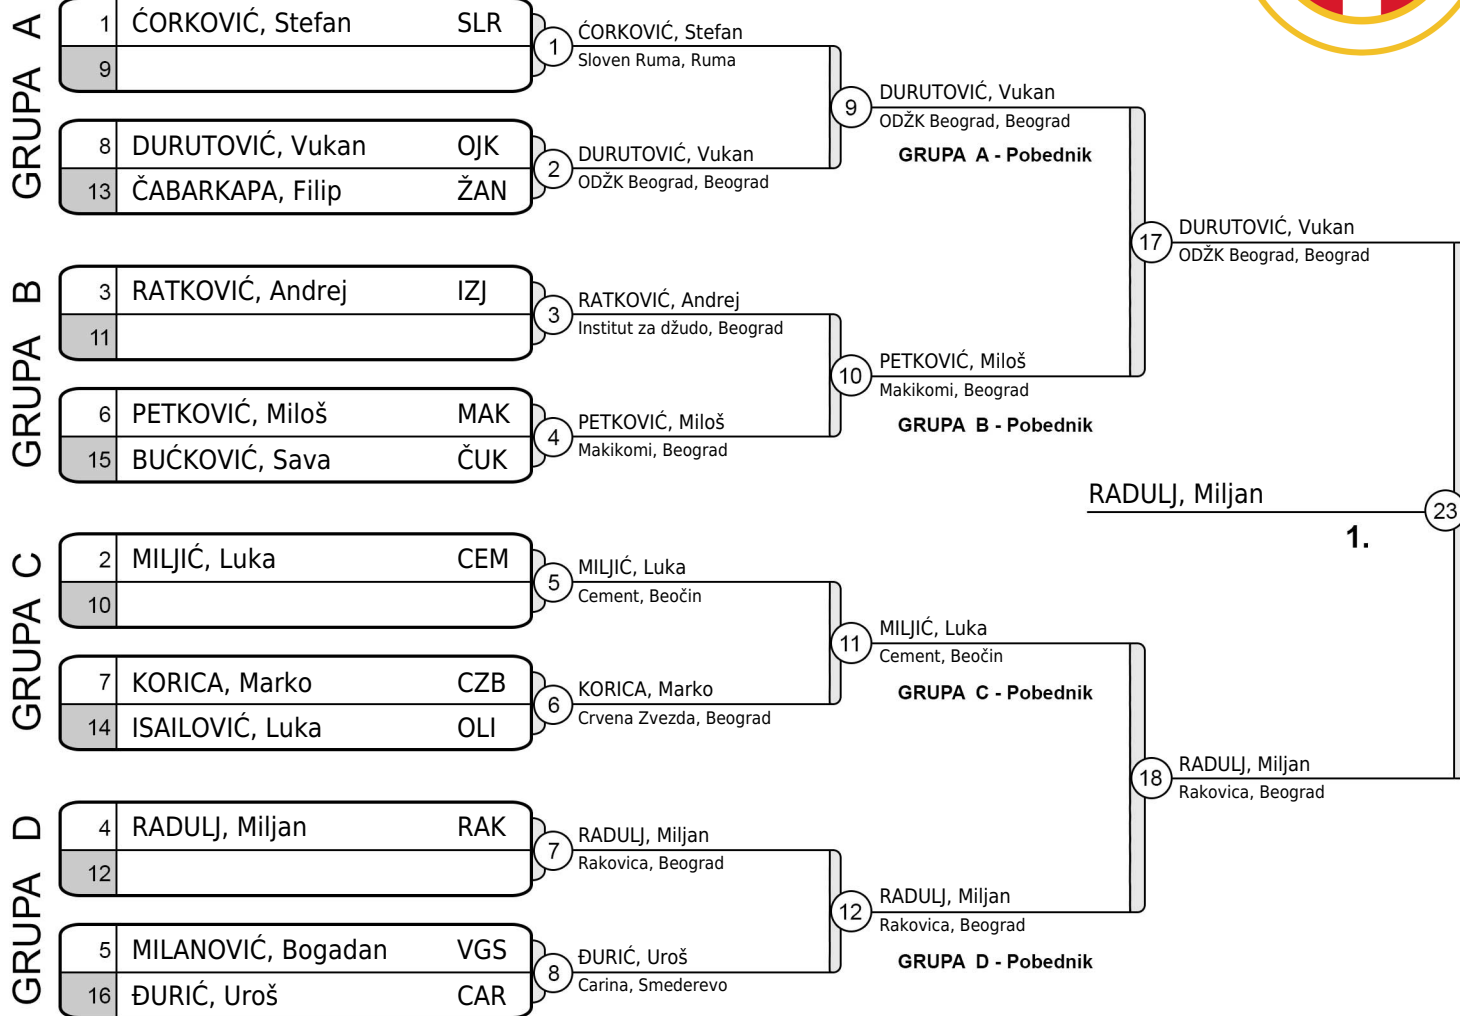 GRUPA A
1 ĆORKOVIĆ, Stefan SLR
9
8 DURUTOVIĆ, Vukan OJK
13 ČABARKAPA, Filip ŽAN
GRUPA B
3 RATKOVIĆ, Andrej IZJ
11
6 PETKOVIĆ, Miloš MAK
15 BUĆKOVIĆ, Sava ČUK
GRUPA C
2 MILJIĆ, Luka CEM
10
7 KORICA, Marko CZB
14 ISAILOVIĆ, Luka OLI
GRUPA D
4 RADULJ, Miljan RAK
12
5 MILANOVIĆ, Bogadan VGS
16 ĐURIĆ, Uroš CAR
1 ĆORKOVIĆ, Stefan
Sloven Ruma, Ruma
2 DURUTOVIĆ, Vukan
ODŽK Beograd, Beograd
3 RATKOVIĆ, Andrej
Institut za džudo, Beograd
4 PETKOVIĆ, Miloš
Makikomi, Beograd
5 MILJIĆ, Luka
Cement, Beočin
6 KORICA, Marko
Crvena Zvezda, Beograd
7 RADULJ, Miljan
Rakovica, Beograd
8 ĐURIĆ, Uroš
Carina, Smederevo
9 DURUTOVIĆ, Vukan
ODŽK Beograd, Beograd
GRUPA A - Pobednik
10 PETKOVIĆ, Miloš
Makikomi, Beograd
GRUPA B - Pobednik
11 MILJIĆ, Luka
Cement, Beočin
GRUPA C - Pobednik
12 RADULJ, Miljan
Rakovica, Beograd
GRUPA D - Pobednik
17 DURUTOVIĆ, Vukan
ODŽK Beograd, Beograd
18 RADULJ, Miljan
Rakovica, Beograd
RADULJ, Miljan 23
1.